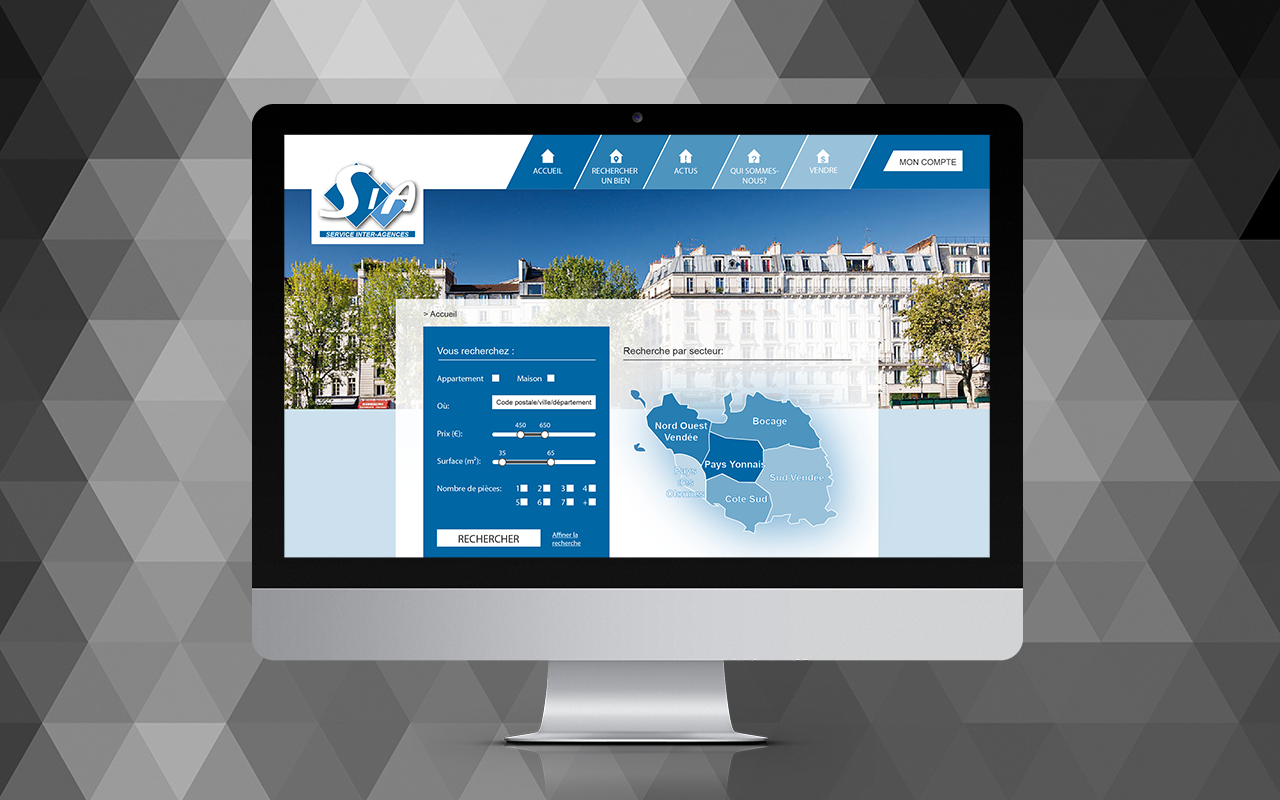 SIA
SERVICE INTER-AGENCES
ACCUEIL
RECHERCHER
UN BIEN
ACTUS
QUI SOMMES-
NOUS?
VENDRE
MON COMPTE
> Accueil
Vous recherchez :
Appartement Maison
Où: Code postale/ville/département
Prix (€): 450 650
Surface (m²): 35 65
Nombre de pièces: 1 2 3 4
5 6 7 +
RECHERCHER
Affiner la
recherche
Recherche par secteur:
Nord Ouest
Vendée
Bocage
Pays Yonnais
Pays
des
Olonnes
Sud Vendée
Cote Sud